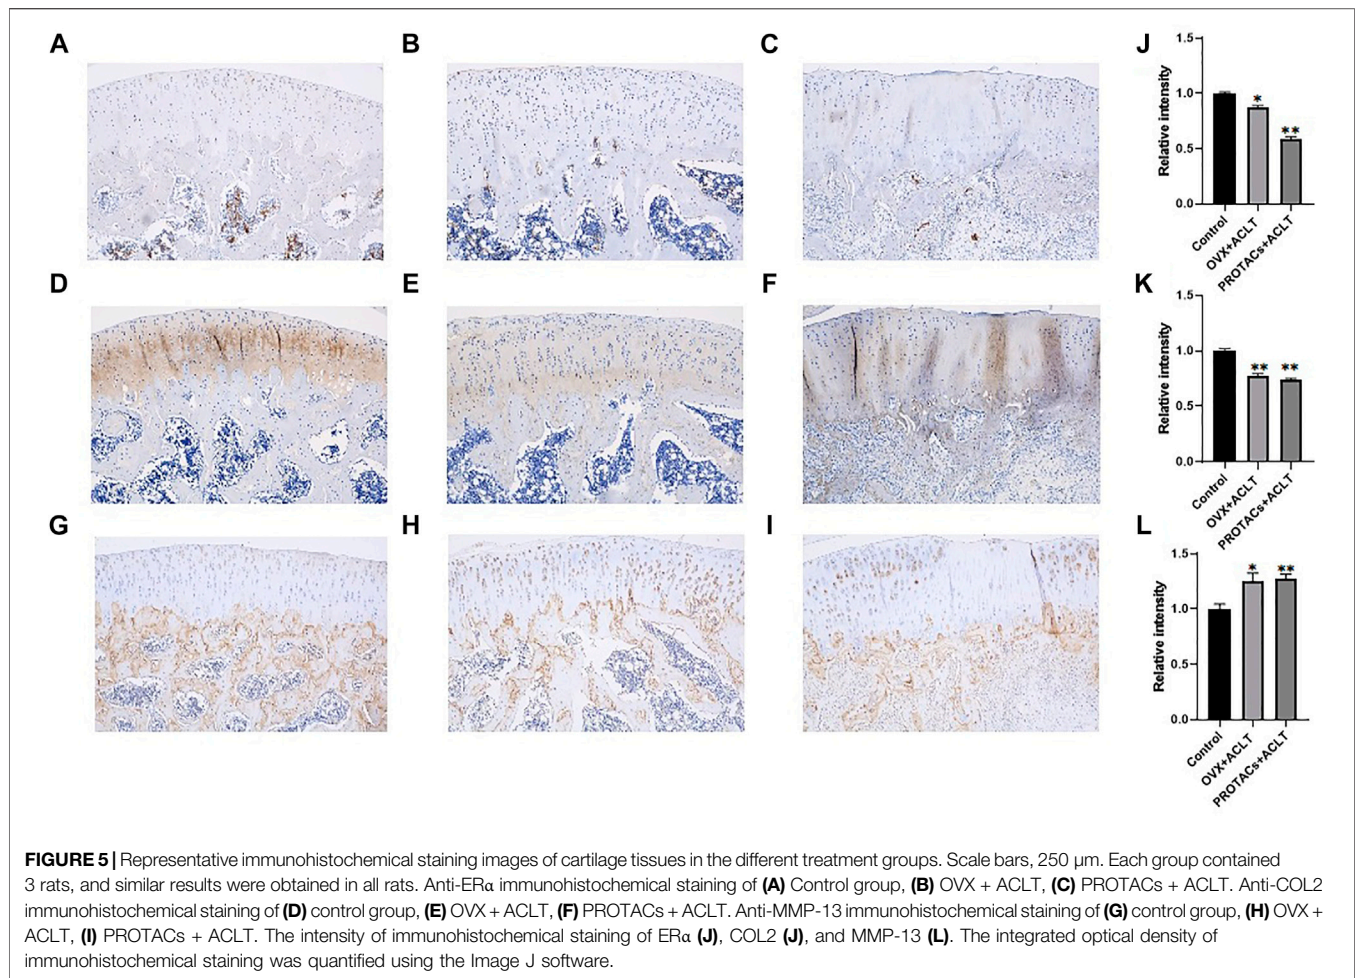 A
B
C
J
1.5
1.0
0.5
0.0
Relative intensity
*
**
Control
OVX+ACLT
PROTACs+ACLT
D
E
F
K
1.5
1.0
0.5
0.0
Relative intensity
**
**
Control
OVX+ACLT
PROTACs+ACLT
G
H
I
L
1.5
1.0
0.5
0.0
Relative intensity
*
**
Control
OVX+ACLT
PROTACs+ACLT
FIGURE 5 | Representative immunohistochemical staining images of cartilage tissues in the different treatment groups. Scale bars, 250 µm. Each group contained
3 rats, and similar results were obtained in all rats. Anti-ERα immunohistochemical staining of (A) Control group, (B) OVX + ACLT, (C) PROTACs + ACLT. Anti-COL2
immunohistochemical staining of (D) control group, (E) OVX + ACLT, (F) PROTACs + ACLT. Anti-MMP-13 immunohistochemical staining of (G) control group, (H) OVX +
ACLT, (I) PROTACs + ACLT. The intensity of immunohistochemical staining of ERα (J), COL2 (J), and MMP-13 (L). The integrated optical density of
immunohistochemical staining was quantified using the Image J software.